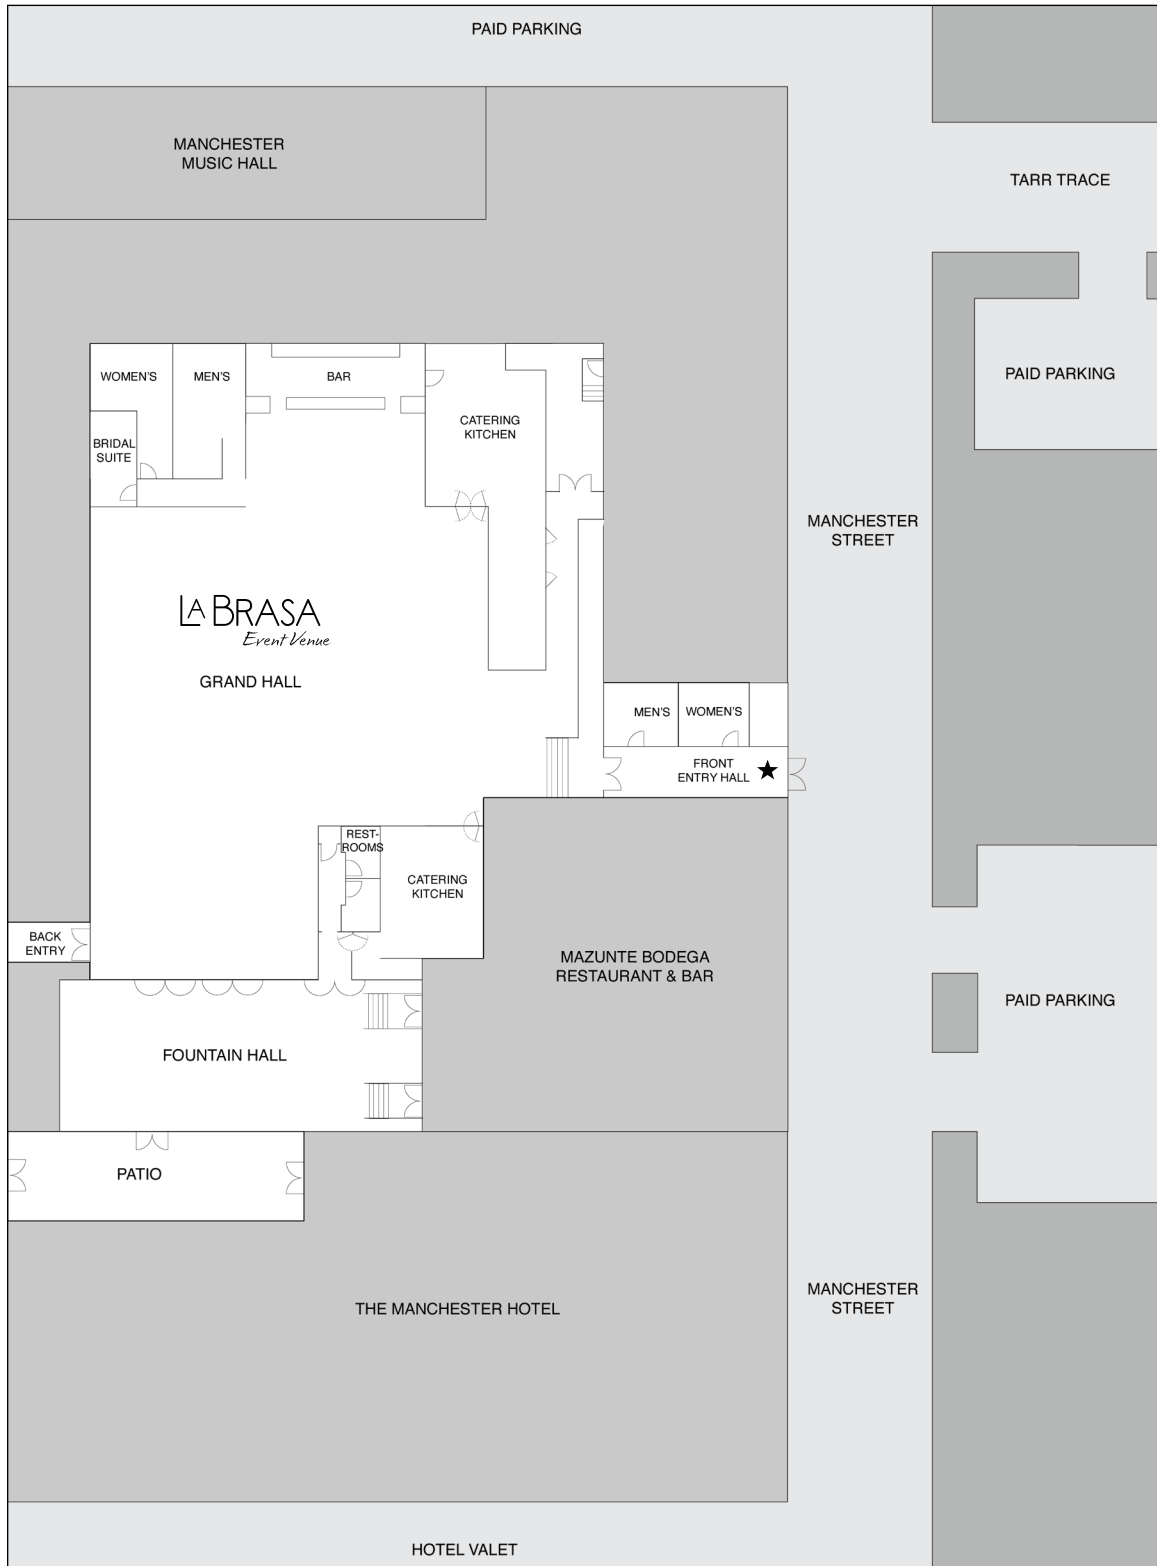 PAID PARKING
MANCHESTER
MUSIC HALL
TARR TRACE
PAID PARKING
WOMEN'S
MEN'S
BAR
CATERING
KITCHEN
BRIDAL
SUITE
MANCHESTER
STREET
LA BRASA
Event Venue
GRAND HALL
MEN'S
WOMEN'S
FRONT
ENTRY HALL
REST-
ROOMS
CATERING
KITCHEN
BACK
ENTRY
MAZUNTE BODEGA
RESTAURANT & BAR
PAID PARKING
FOUNTAIN HALL
PATIO
THE MANCHESTER HOTEL
MANCHESTER
STREET
HOTEL VALET